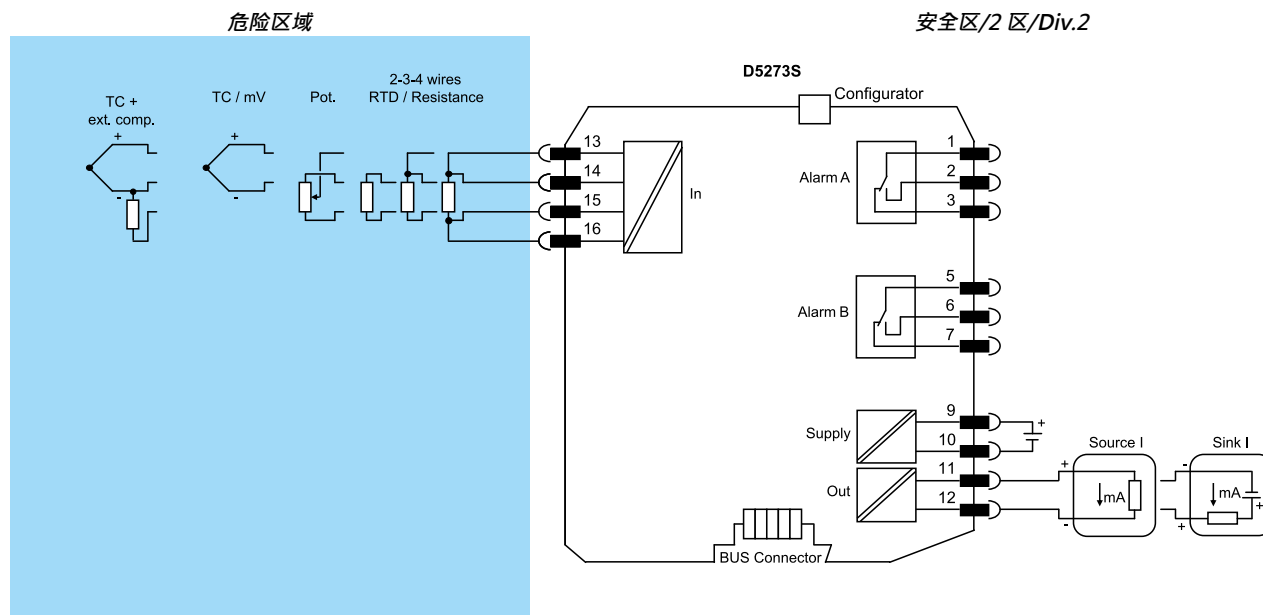 危险区域
安全区/2 区/Div.2
D5273S
Configurator
2-3-4 wires
RTD / Resistance
TC +
ext. comp.
TC / mV
Pot.
+
-
+
-
13
14
15
16
In
Alarm A
1
2
3
Alarm B
5
6
7
Supply
9
10
+
Out
11
12
Source I
+
mA
-
Sink I
-
mA
+
+
BUS Connector